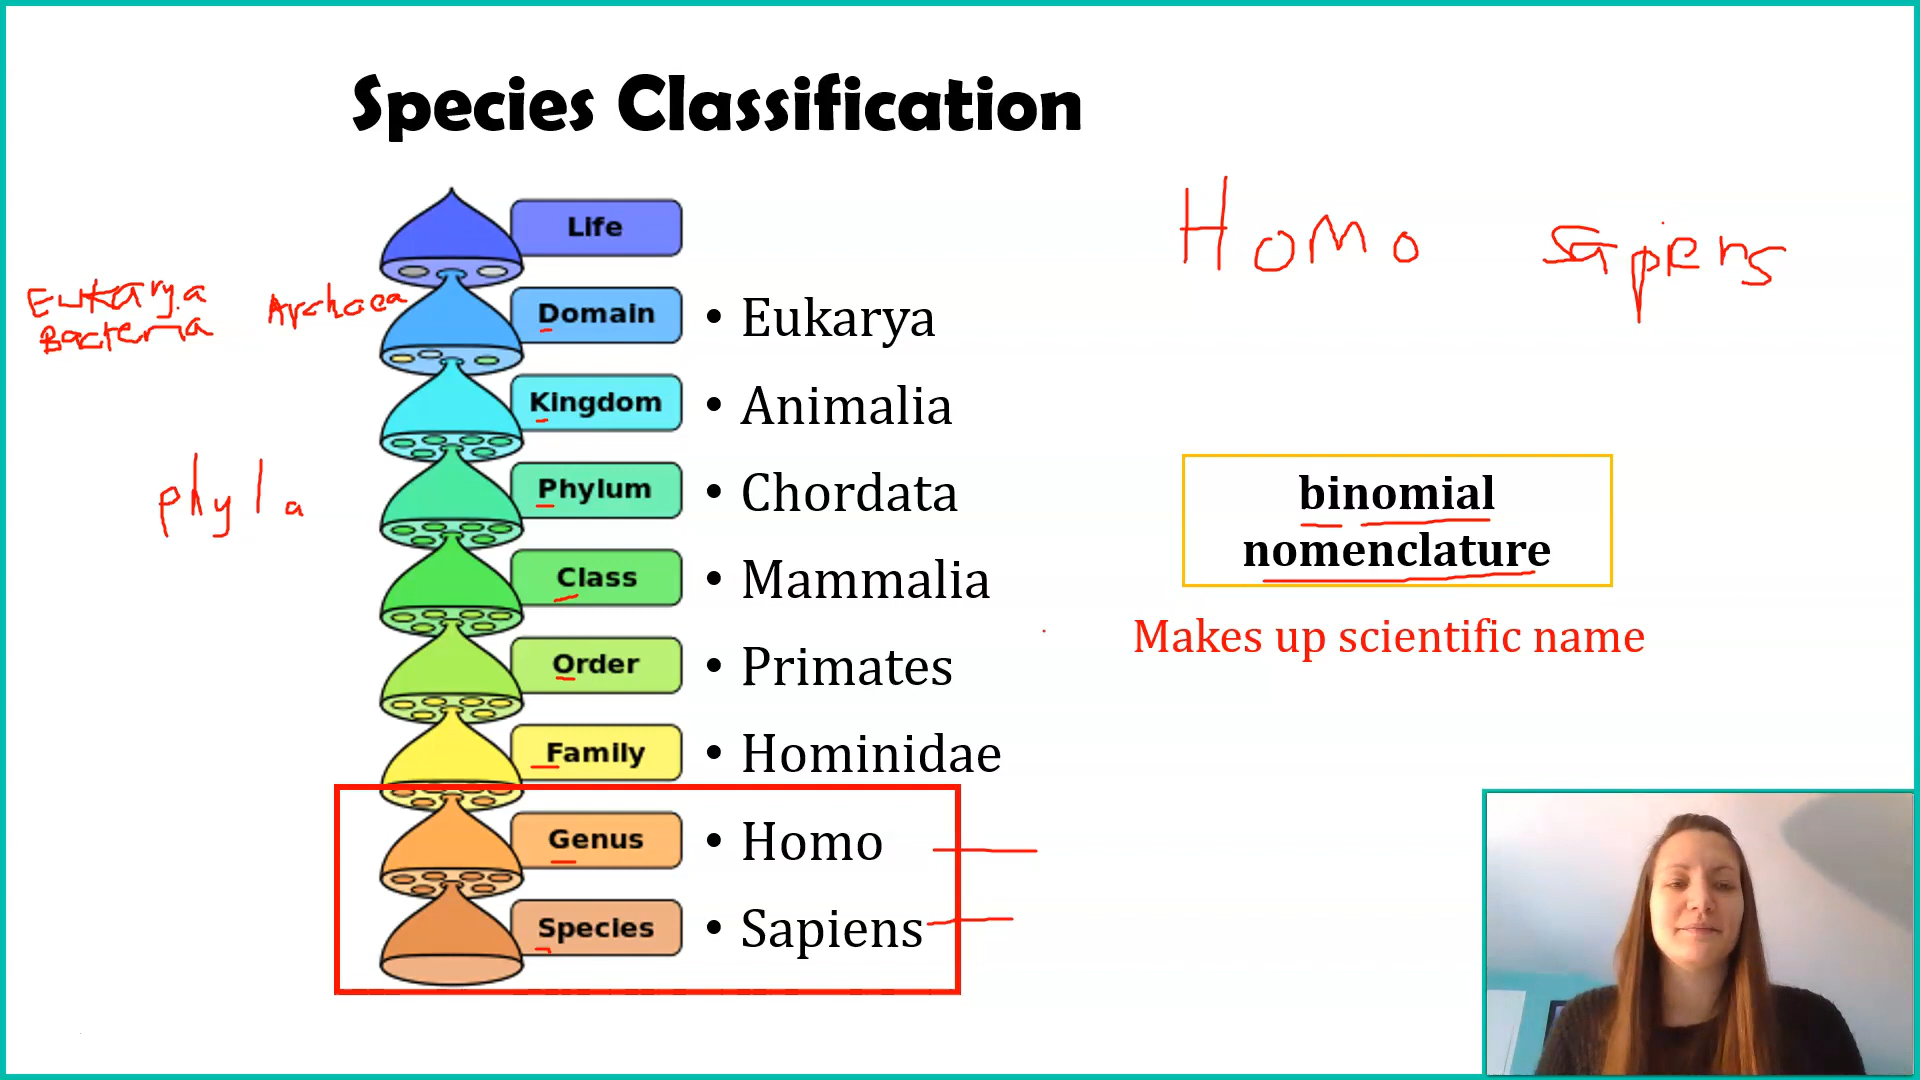 Species Classification
Life
Homo sapiens
Eukarya Archaea
Bacteria
Domain
• Eukarya
Kingdom
• Animalia
phyla
Phylum
• Chordata
Class
• Mammalia
Order
• Primates
Family
• Hominidae
Genus
• Homo
Species
• Sapiens
binomial
nomenclature
Makes up scientific name